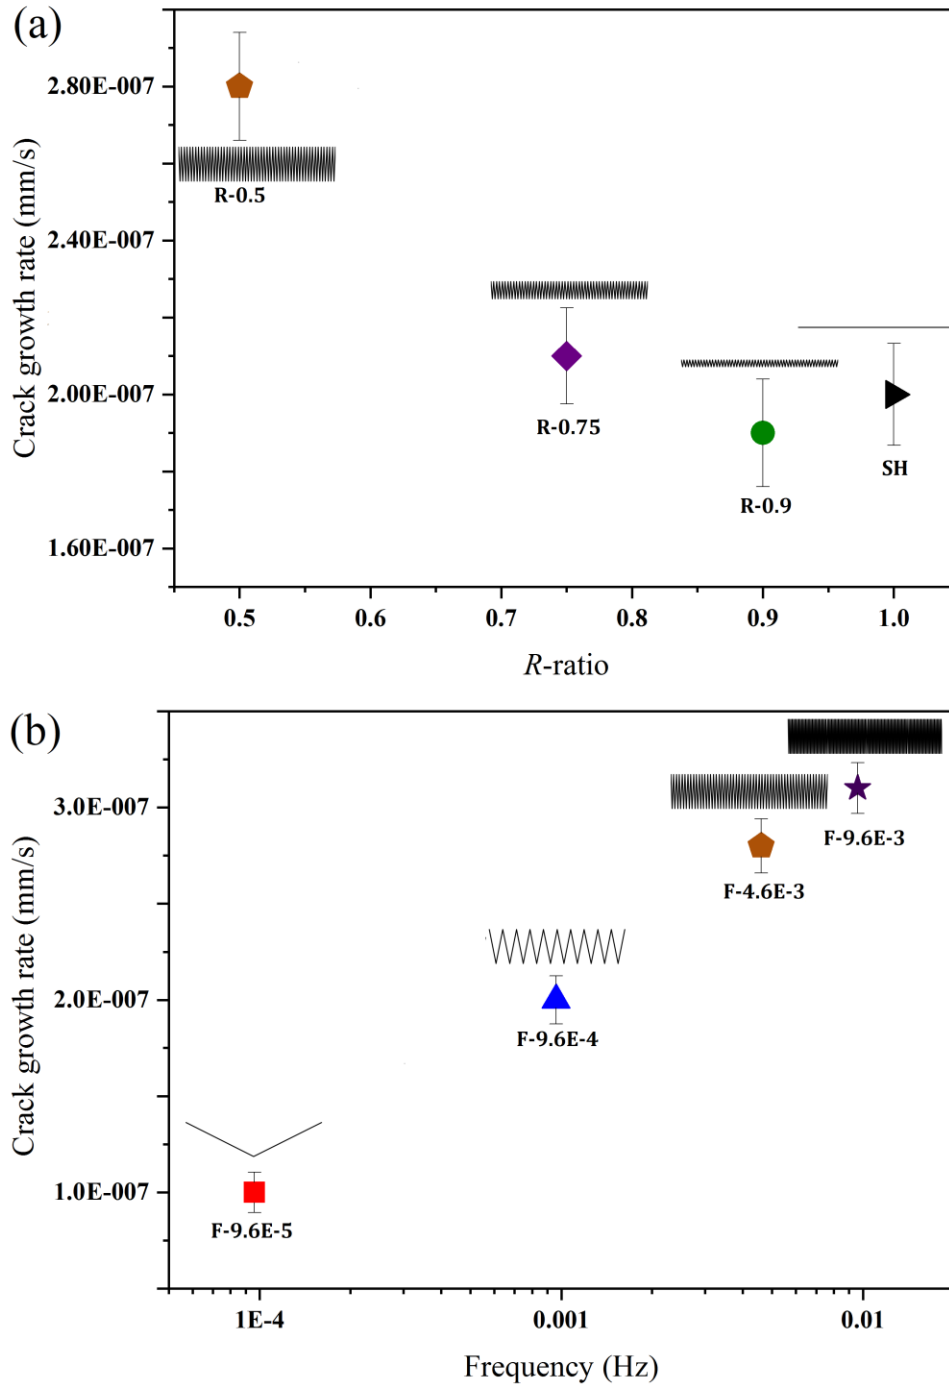 (a)
Crack growth rate (mm/s)
2.80E-007
2.40E-007
2.00E-007
1.60E-007
R-0.5
R-0.75
R-0.9
SH
0.5 0.6 0.7 0.8 0.9 1.0
R-ratio
(b)
Crack growth rate (mm/s)
3.0E-007
2.0E-007
1.0E-007
F-9.6E-3
F-4.6E-3
F-9.6E-4
F-9.6E-5
1E-4 0.001 0.01
Frequency (Hz)